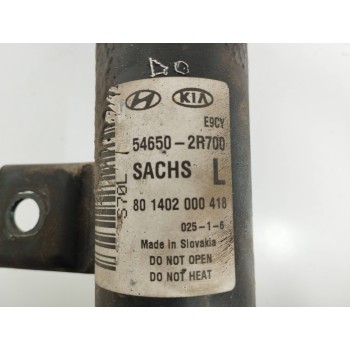 DO
KIA
E9CY
54650-2R700
SACHS L
80 1402 000 418
025-1-6
Made in Slovakia
DO NOT OPEN
DO NOT HEAT
S70L